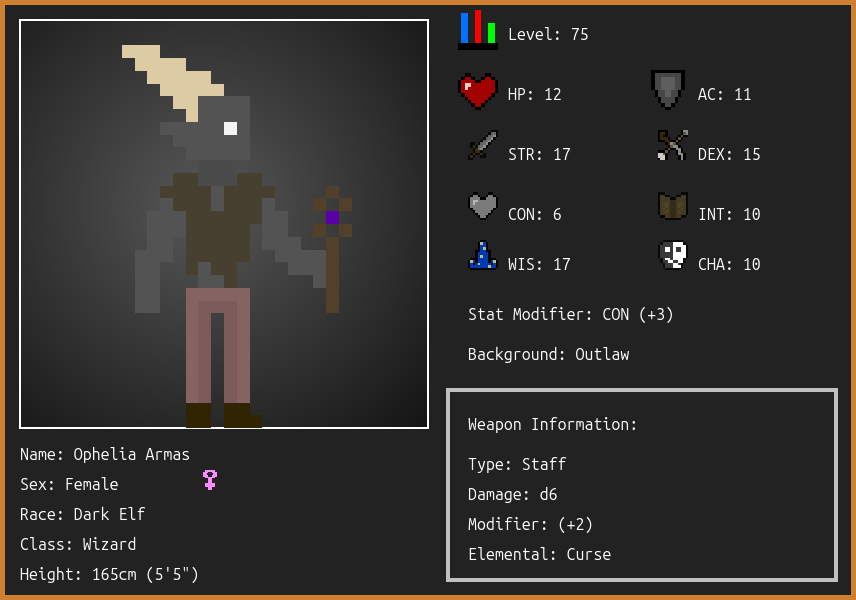 Level: 75
HP: 12
AC: 11
STR: 17
DEX: 15
CON: 6
INT: 10
WIS: 17
CHA: 10
Stat Modifier: CON (+3)
Background: Outlaw
Weapon Information:
Type: Staff
Damage: d6
Modifier: (+2)
Elemental: Curse
Name: Ophelia Armas
Sex: Female
Race: Dark Elf
Class: Wizard
Height: 165cm (5'5")